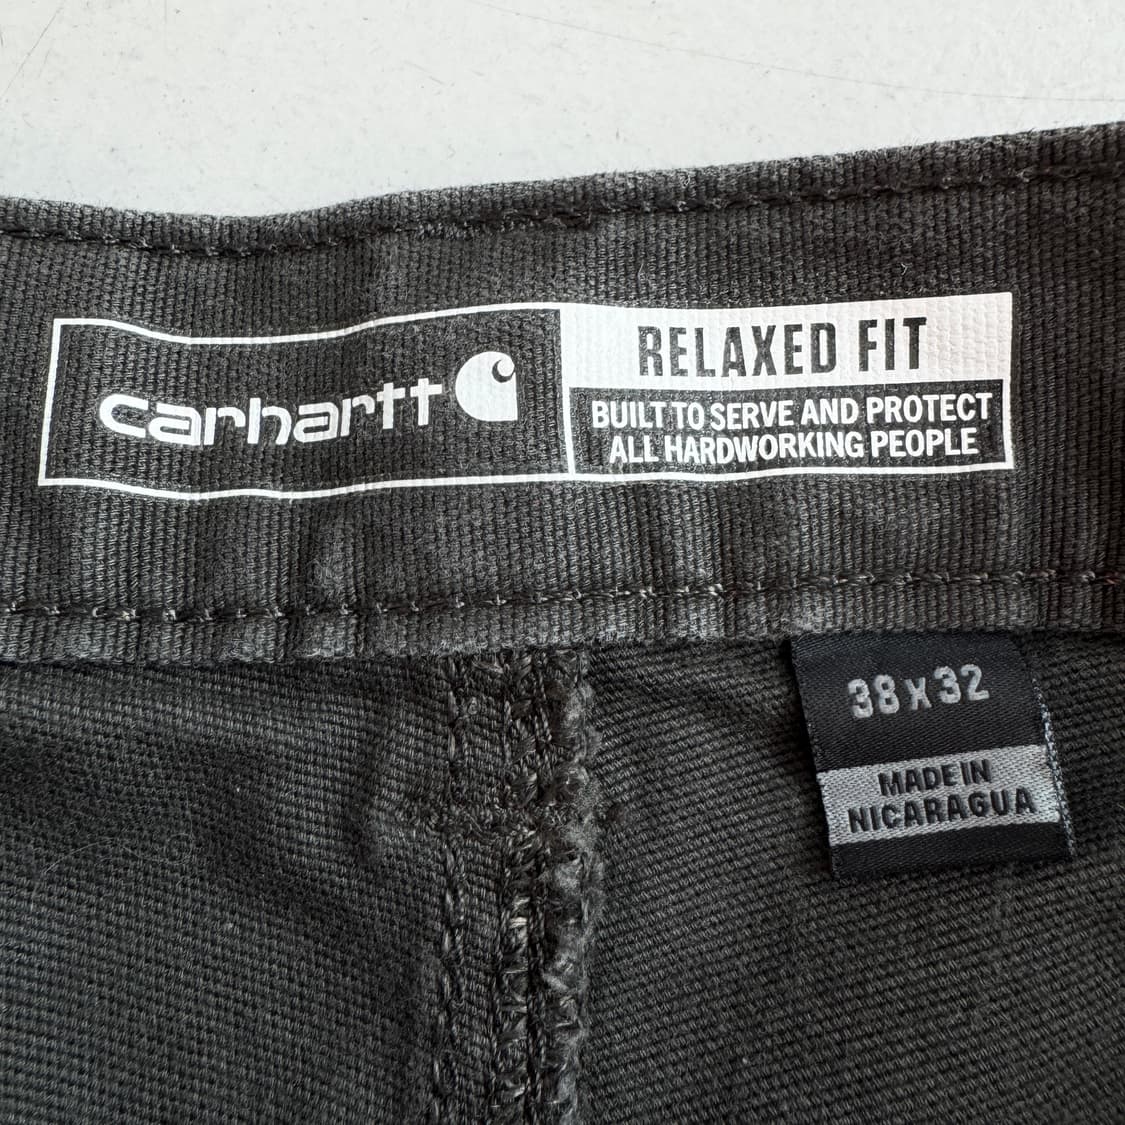 carhartt
RELAXED FIT
BUILT TO SERVE AND PROTECT
ALL HARDWORKING PEOPLE
38 x 32
MADE IN
NICARAGUA